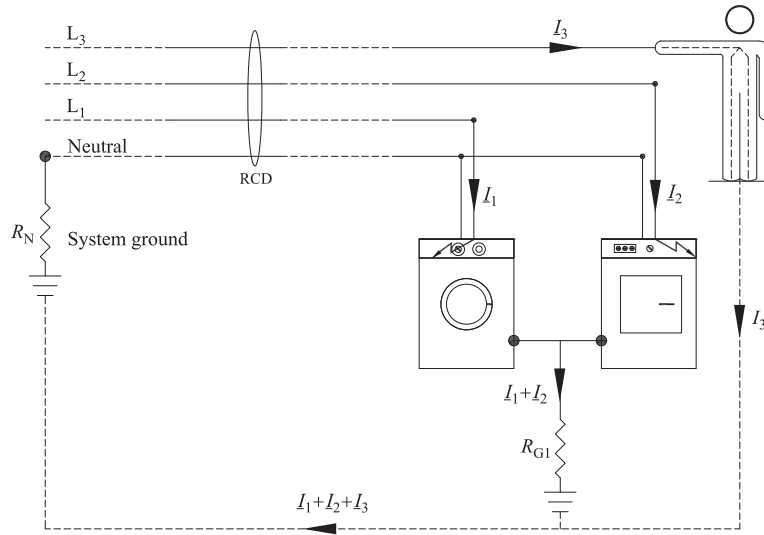 L3
I3
L2
L1
Neutral
RCD
I1
I2
RN
System ground
I3
I1+I2
RG1
I1+I2+I3